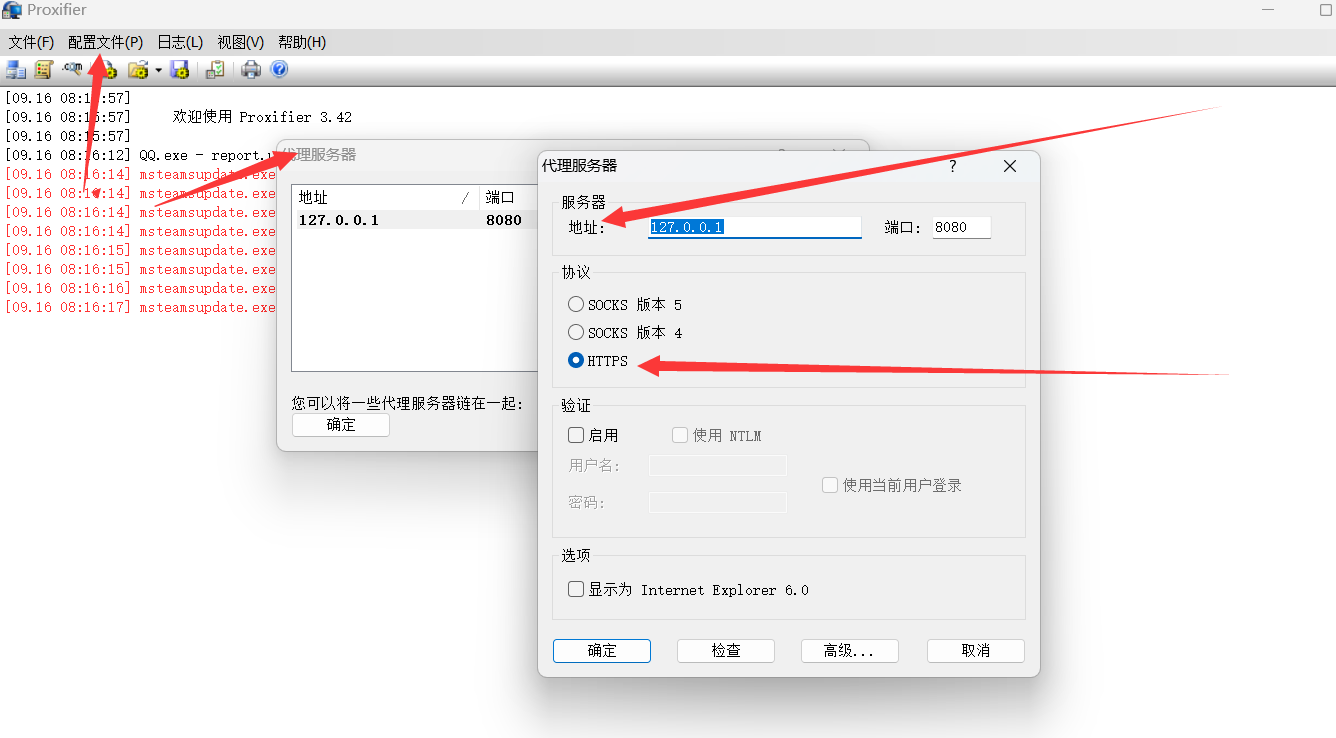 Proxifier
文件(F) 配置文件(P) 日志(L) 视图(V) 帮助(H)
[09.16 08:15:57]
[09.16 08:15:57] 欢迎使用 Proxifier 3.42
[09.16 08:15:57]
[09.16 08:16:12] QQ.exe - report.
[09.16 08:16:14] msteamsupdate.exe
[09.16 08:16:14] msteamsupdate.exe
[09.16 08:16:14] msteamsupdate.exe
[09.16 08:16:14] msteamsupdate.exe
[09.16 08:16:15] msteamsupdate.exe
[09.16 08:16:15] msteamsupdate.exe
[09.16 08:16:16] msteamsupdate.exe
[09.16 08:16:17] msteamsupdate.exe
代理服务器
地址 / 端口
127.0.0.1 8080
您可以将一些代理服务器链在一起:
确定
代理服务器 ?
服务器
地址: 127.0.0.1 端口: 8080
协议
SOCKS 版本 5
SOCKS 版本 4
HTTPS
验证
启用 使用 NTLM
用户名:
使用当前用户登录
密码:
选项
显示为 Internet Explorer 6.0
确定 检查 高级... 取消